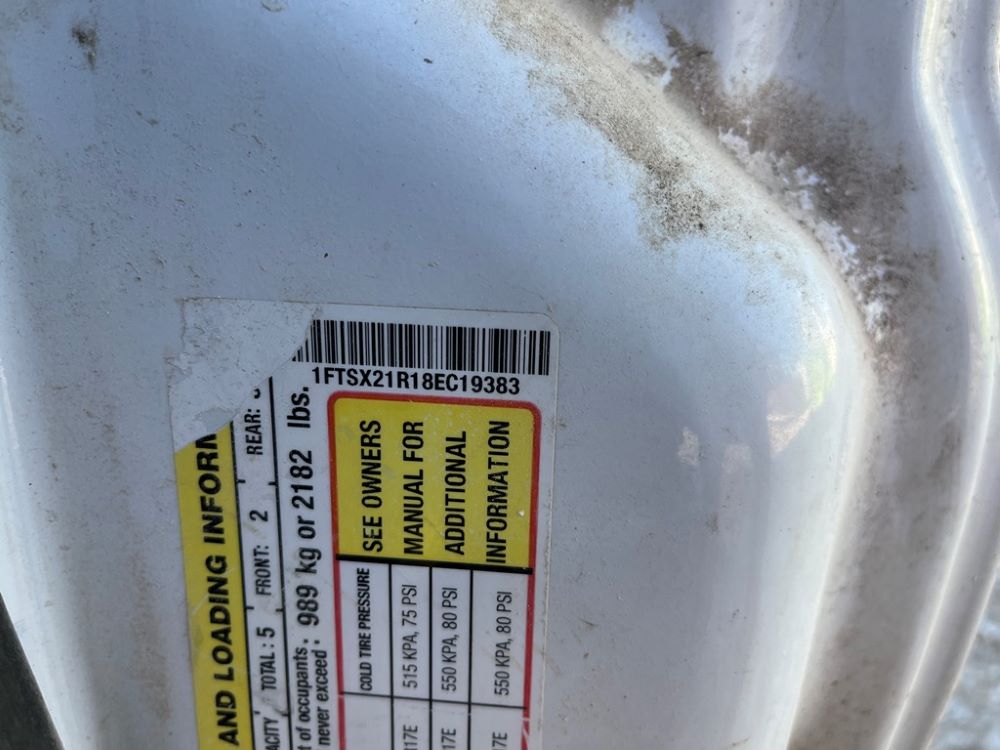 1FTSX21R18EC19383
AND LOADING INFORM
TOTAL : 5 FRONT: 2 REAR:
of occupants : 989 kg or 2182 lbs.
never exceed :
COLD TIRE PRESSURE
515 KPA, 75 PSI
550 KPA, 80 PSI
550 KPA, 80 PSI
SEE OWNERS
MANUAL FOR
ADDITIONAL
INFORMATION